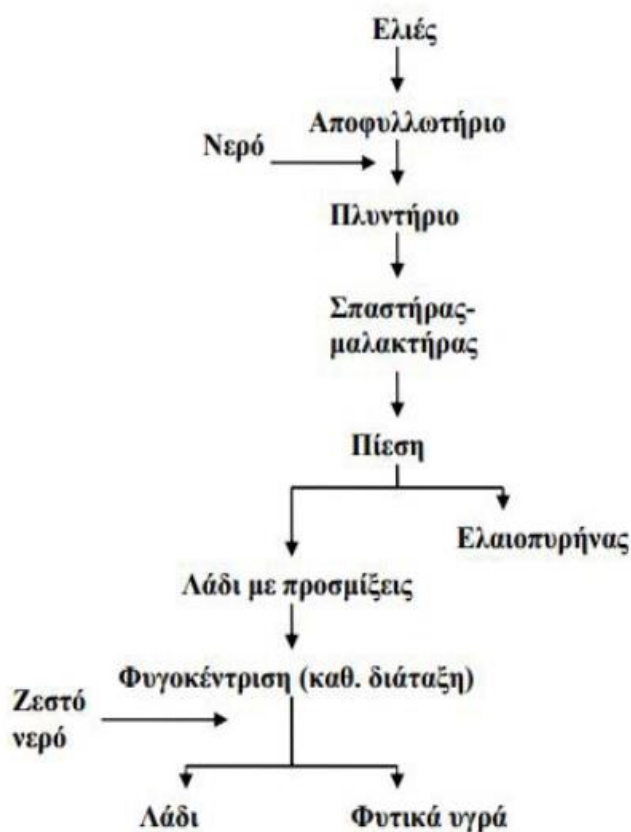 Ελιές
Αποφυλλωτήριο
Νερό
Πλυντήριο
Σπαστήρας-
μαλακτήρας
Πίεση
Ελαιοπυρήνας
Λάδι με προσμίξεις
Φυγοκέντριση (καθ. διάταξη)
Ζεστό
νερό
Λάδι
Φυτικά υγρά